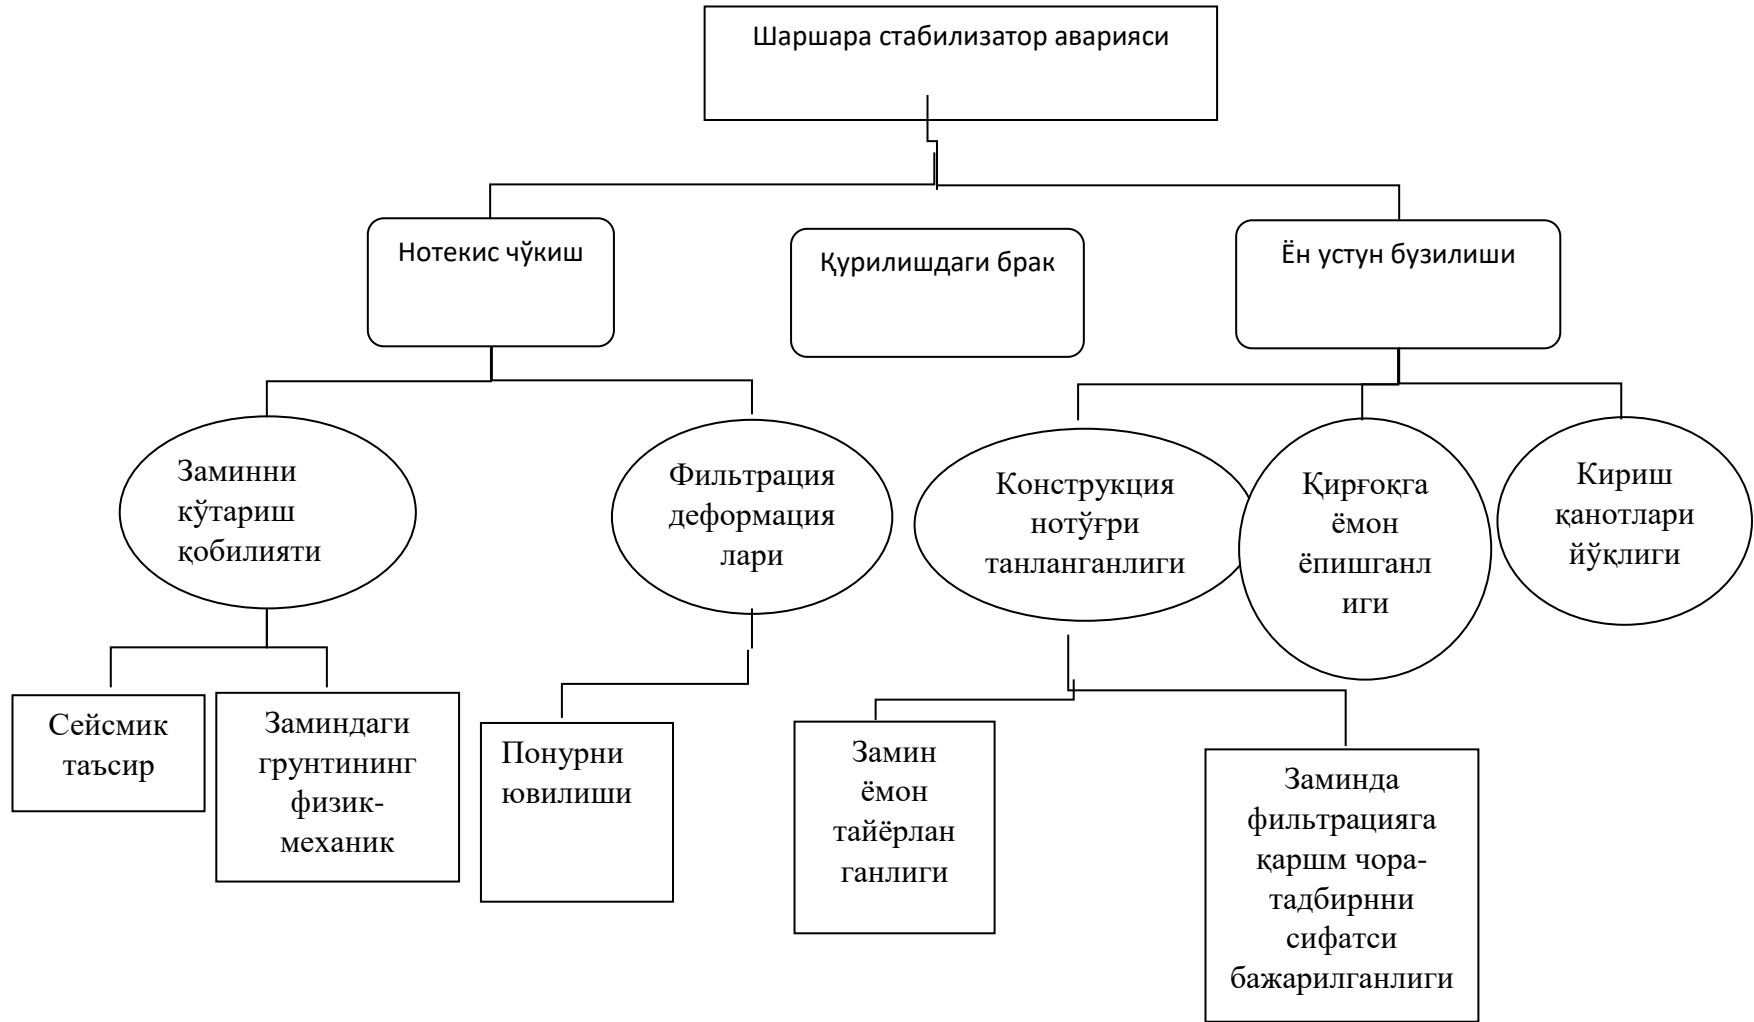 Шаршара стабилизатор аварияси
Нотекис чўкиш
Қурилишдаги брак
Ён устун бузилиши
Заминни
кўтариш
қобилияти
Фильтрация
деформация
лари
Конструкция
нотўғри
танланганлиги
Қирғоқга
ёмон
ёпишганл
иги
Кириш
қанотлари
йўқлиги
Сейсмик
таъсир
Заминдаги
грунтининг
физик-
механик
Понурни
ювилиши
Замин
ёмон
тайёрлан
ганлиги
Заминда
фильтрацияга
қаршм чора-
тадбирнни
сифатси
бажарилганлиги